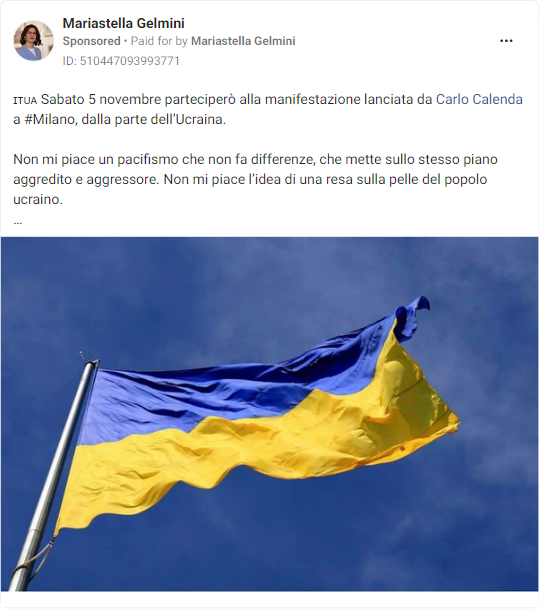 Mariastella Gelmini
Sponsored • Paid for by Mariastella Gelmini
ID: 510447093993771
ɪᴛᴜᴀ Sabato 5 novembre parteciperò alla manifestazione lanciata da Carlo Calenda
a #Milano, dalla parte dell’Ucraina.
Non mi piace un pacifismo che non fa differenze, che mette sullo stesso piano
aggredito e aggressore. Non mi piace l’idea di una resa sulla pelle del popolo
ucraino.
...